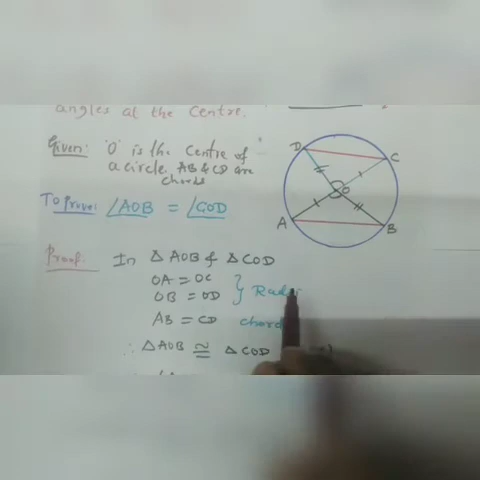 angles at the centre.
Given: 'O' is the centre of
a circle. AB & CD are
chords
To prove: ∠AOB = ∠COD
Proof. In △ AOB & △ COD
OA = OC
OB = OD } Radii
AB = CD chord
∴ △AOB ≅ △COD
D
C
O
A
B